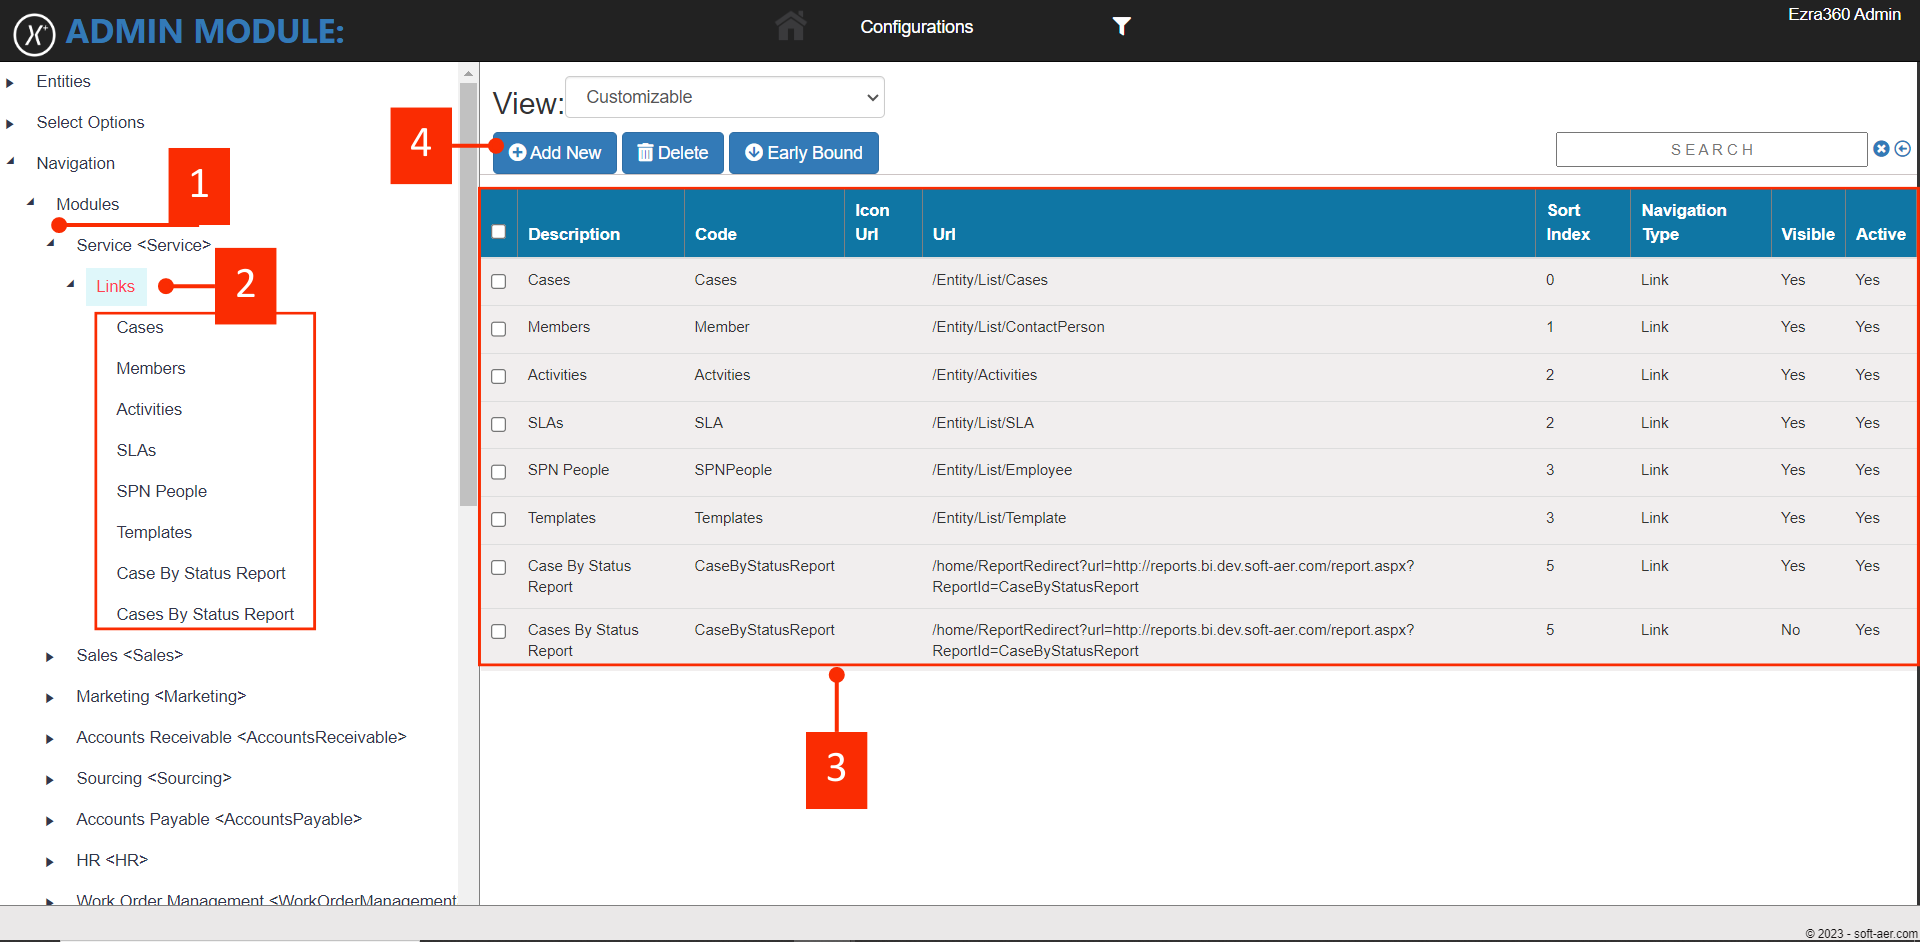 X+ ADMIN MODULE:
Configurations
Ezra360 Admin
Entities
Select Options
Navigation
Modules
Service <Service>
Links
Cases
Members
Activities
SLAs
SPN People
Templates
Case By Status Report
Cases By Status Report
Sales <Sales>
Marketing <Marketing>
Accounts Receivable <AccountsReceivable>
Sourcing <Sourcing>
Accounts Payable <AccountsPayable>
HR <HR>
Work Order Management <WorkOrderManagement
1
2
4
View: Customizable
Add New Delete Early Bound
SEARCH
Description Code Icon Url Url Sort Index Navigation Type Visible Active
Cases Cases /Entity/List/Cases 0 Link Yes Yes
Members Member /Entity/List/ContactPerson 1 Link Yes Yes
Activities Actvities /Entity/Activities 2 Link Yes Yes
SLAs SLA /Entity/List/SLA 2 Link Yes Yes
SPN People SPNPeople /Entity/List/Employee 3 Link Yes Yes
Templates Templates /Entity/List/Template 3 Link Yes Yes
Case By Status CaseByStatusReport /home/ReportRedirect?url=http://reports.bi.dev.soft-aer.com/report.aspx? 5 Link Yes Yes
Report ReportId=CaseByStatusReport
Cases By Status CaseByStatusReport /home/ReportRedirect?url=http://reports.bi.dev.soft-aer.com/report.aspx? 5 Link No Yes
Report ReportId=CaseByStatusReport
3
© 2023 - soft-aer.com